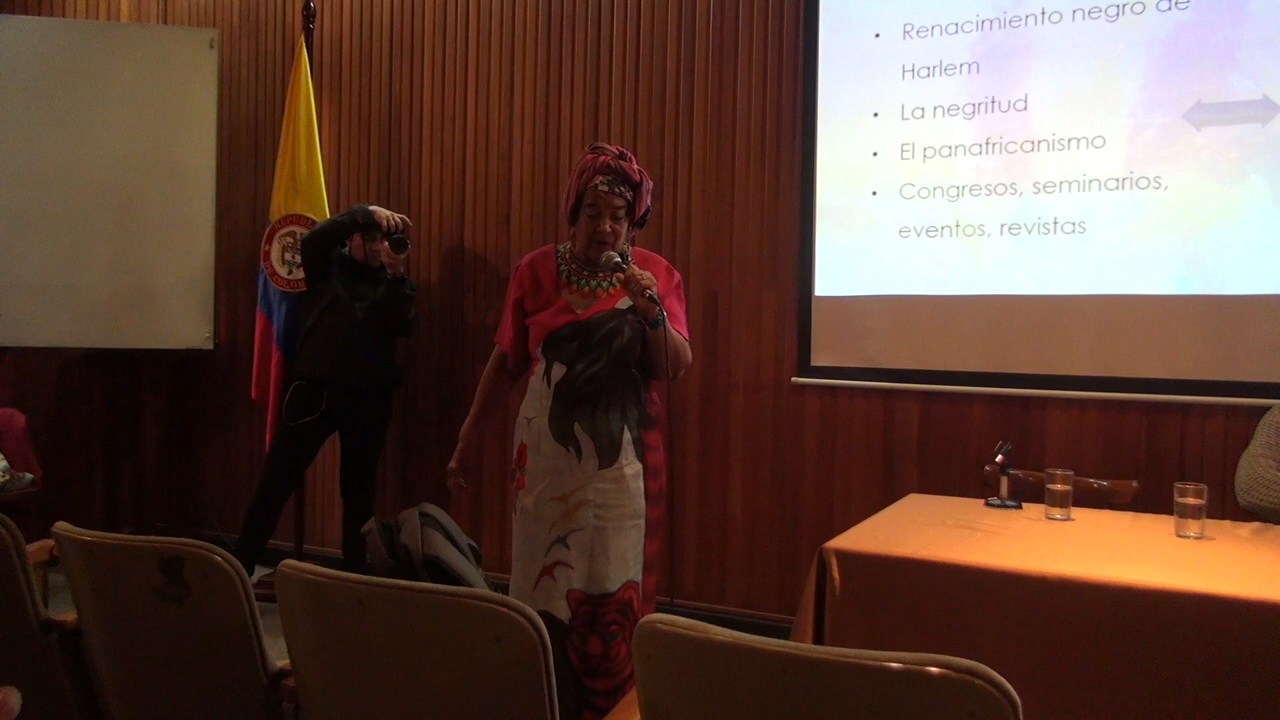 Renacimiento negro de
Harlem
La negritud
El panafricanismo
Congresos, seminarios,
eventos, revistas